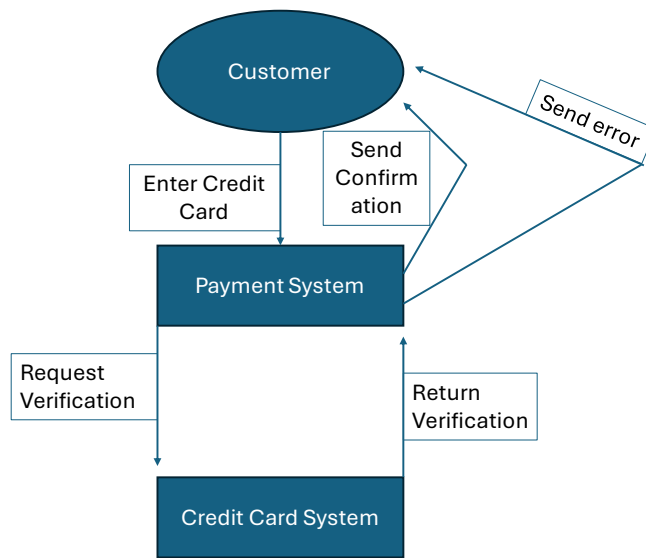 Customer
Send error
Send
Confirm
ation
Enter Credit
Card
Payment System
Request
Verification
Return
Verification
Credit Card System